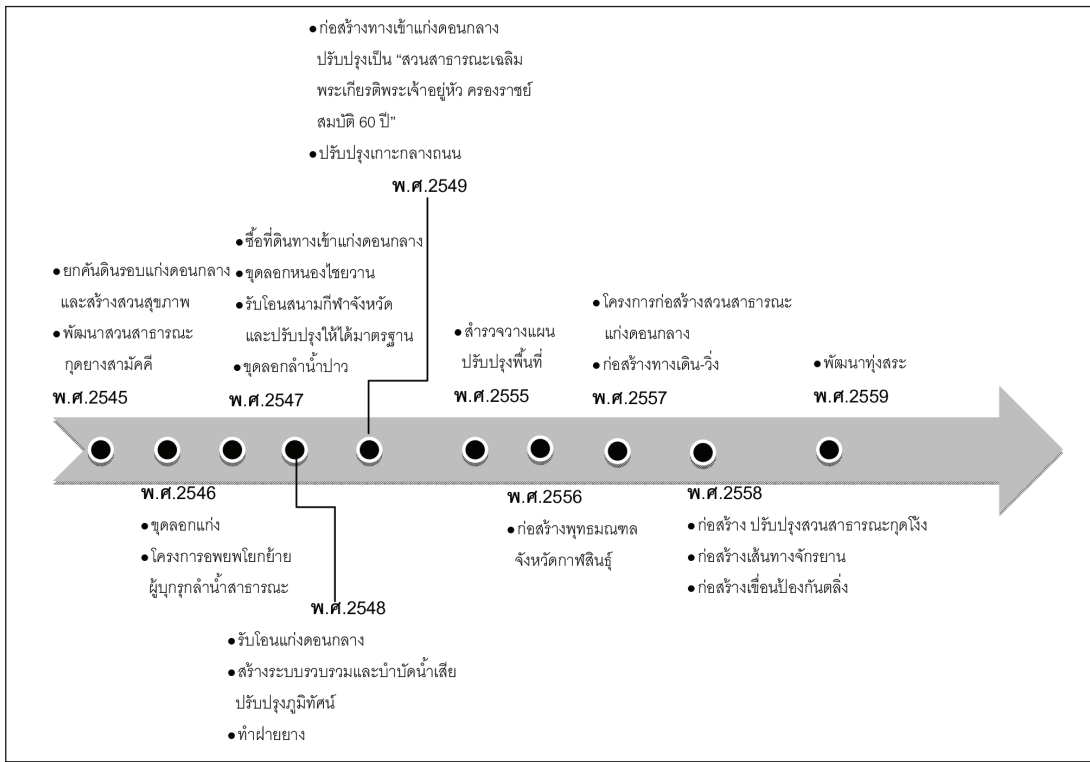 ● ก่อสร้างทางเข้าแก่งดอนกลาง
ปรับปรุงเป็น “สวนสาธารณะเฉลิม
พระเกียรติพระเจ้าอยู่หัว ครองราชย์
สมบัติ 60 ปี”
● ปรับปรุงเกาะกลางถนน
พ.ศ.2549
● ยกคันดินรอบแก่งดอนกลาง
และสร้างสวนสุขภาพ
● พัฒนาสวนสาธารณะ
กุดยางสามัคคี
พ.ศ.2545
● ซื้อที่ดินทางเข้าแก่งดอนกลาง
● ขุดลอกหนองไชยวาน
● รับโอนสนามกีฬาจังหวัด
และปรับปรุงให้ได้มาตรฐาน
● ขุดลอกลำน้ำปาว
พ.ศ.2547
● สำรวจวางแผน
ปรับปรุงพื้นที่
พ.ศ.2555
● โครงการก่อสร้างสวนสาธารณะ
แก่งดอนกลาง
● ก่อสร้างทางเดิน-วิ่ง
พ.ศ.2557
● พัฒนาทุ่งสระ
พ.ศ.2559
พ.ศ.2546
● ขุดลอกแก่ง
● โครงการอพยพโยกย้าย
ผู้บุกรุกลำน้ำสาธารณะ
พ.ศ.2548
● รับโอนแก่งดอนกลาง
● สร้างระบบรวบรวมและบำบัดน้ำเสีย
ปรับปรุงภูมิทัศน์
● ทำฝายยาง
พ.ศ.2556
● ก่อสร้างพุทธมณฑล
จังหวัดกาฬสินธุ์
พ.ศ.2558
● ก่อสร้าง ปรับปรุงสวนสาธารณะกุดโง้ง
● ก่อสร้างเส้นทางจักรยาน
● ก่อสร้างเขื่อนป้องกันตลิ่ง